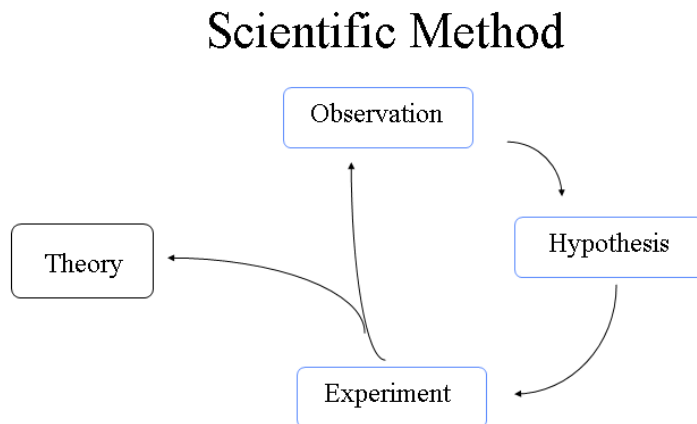 Scientific Method
Observation
Hypothesis
Theory
Experiment